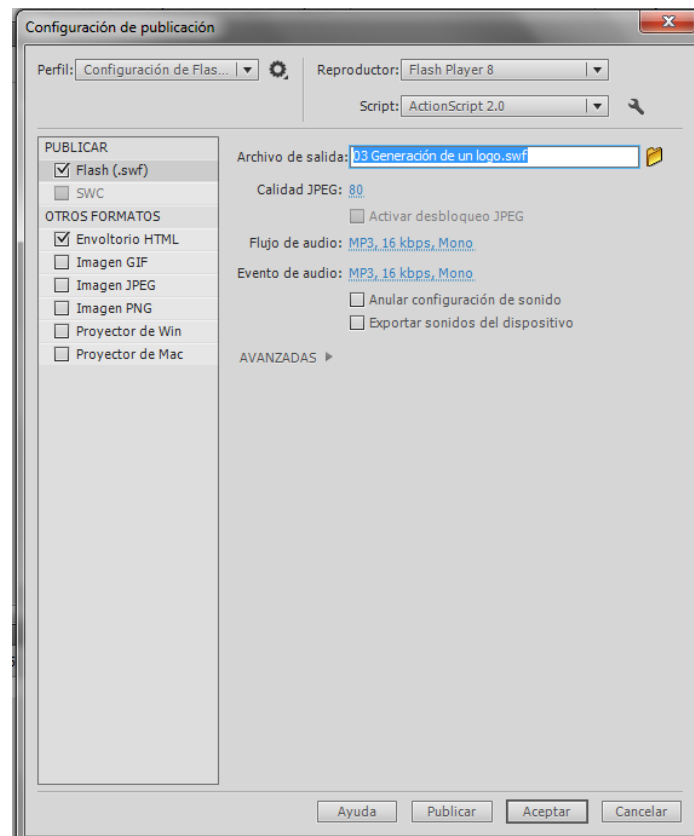 Configuración de publicación
Perfil: Configuración de Flas...
Reproductor: Flash Player 8
Script: ActionScript 2.0
PUBLICAR
Flash (.swf)
SWC
OTROS FORMATOS
Envoltorio HTML
Imagen GIF
Imagen JPEG
Imagen PNG
Proyector de Win
Proyector de Mac
Archivo de salida: 03 Generación de un logo.swf
Calidad JPEG: 80
Activar desbloqueo JPEG
Flujo de audio: MP3, 16 kbps, Mono
Evento de audio: MP3, 16 kbps, Mono
Anular configuración de sonido
Exportar sonidos del dispositivo
AVANZADAS
Ayuda
Publicar
Aceptar
Cancelar